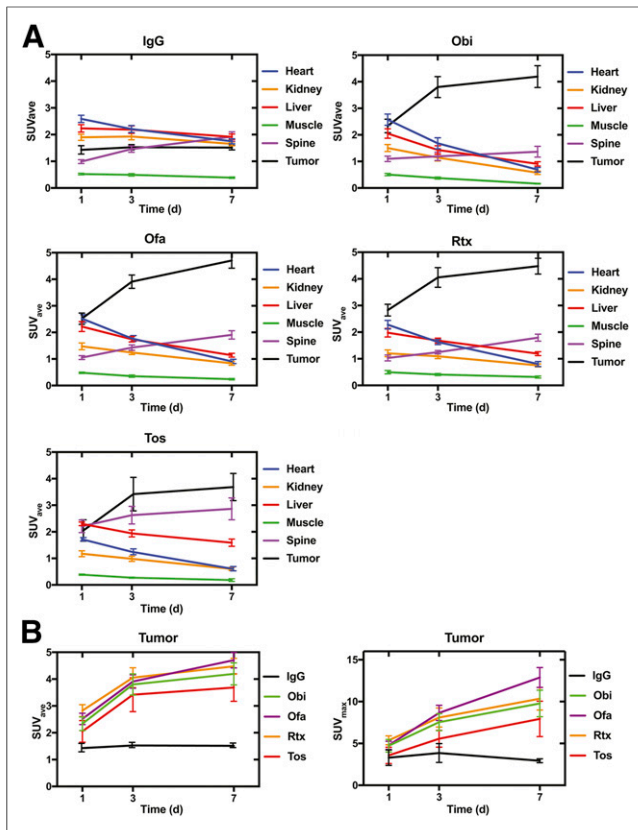 A
IgG
SUVave
5
4
3
2
1
0
1 3 7
Time (d)
Heart
Kidney
Liver
Muscle
Spine
Tumor
Obi
SUVave
5
4
3
2
1
0
1 3 7
Time (d)
Heart
Kidney
Liver
Muscle
Spine
Tumor
Ofa
SUVave
5
4
3
2
1
0
1 3 7
Time (d)
Heart
Kidney
Liver
Muscle
Spine
Tumor
Rtx
SUVave
5
4
3
2
1
0
1 3 7
Time (d)
Heart
Kidney
Liver
Muscle
Spine
Tumor
Tos
SUVave
5
4
3
2
1
0
1 3 7
Time (d)
Heart
Kidney
Liver
Muscle
Spine
Tumor
B
Tumor
SUVave
5
4
3
2
1
0
1 3 7
Time (d)
IgG
Obi
Ofa
Rtx
Tos
Tumor
SUVmax
15
10
5
0
1 3 7
Time (d)
IgG
Obi
Ofa
Rtx
Tos